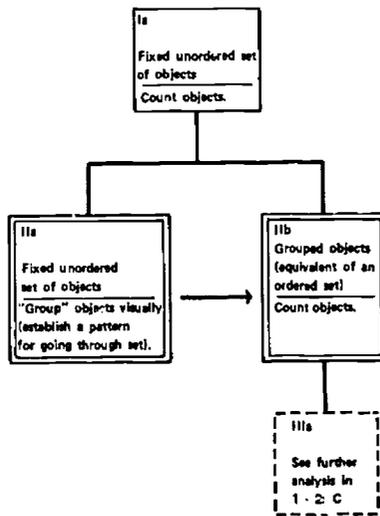 Ia
Fixed unordered set
of objects
Count objects.
IIa
Fixed unordered
set of objects
"Group" objects visually
(establish a pattern
for going through set).
IIb
Grouped objects
(equivalent of an
ordered set)
Count objects.
IIIa
See further
analysis in
1 - 2: C